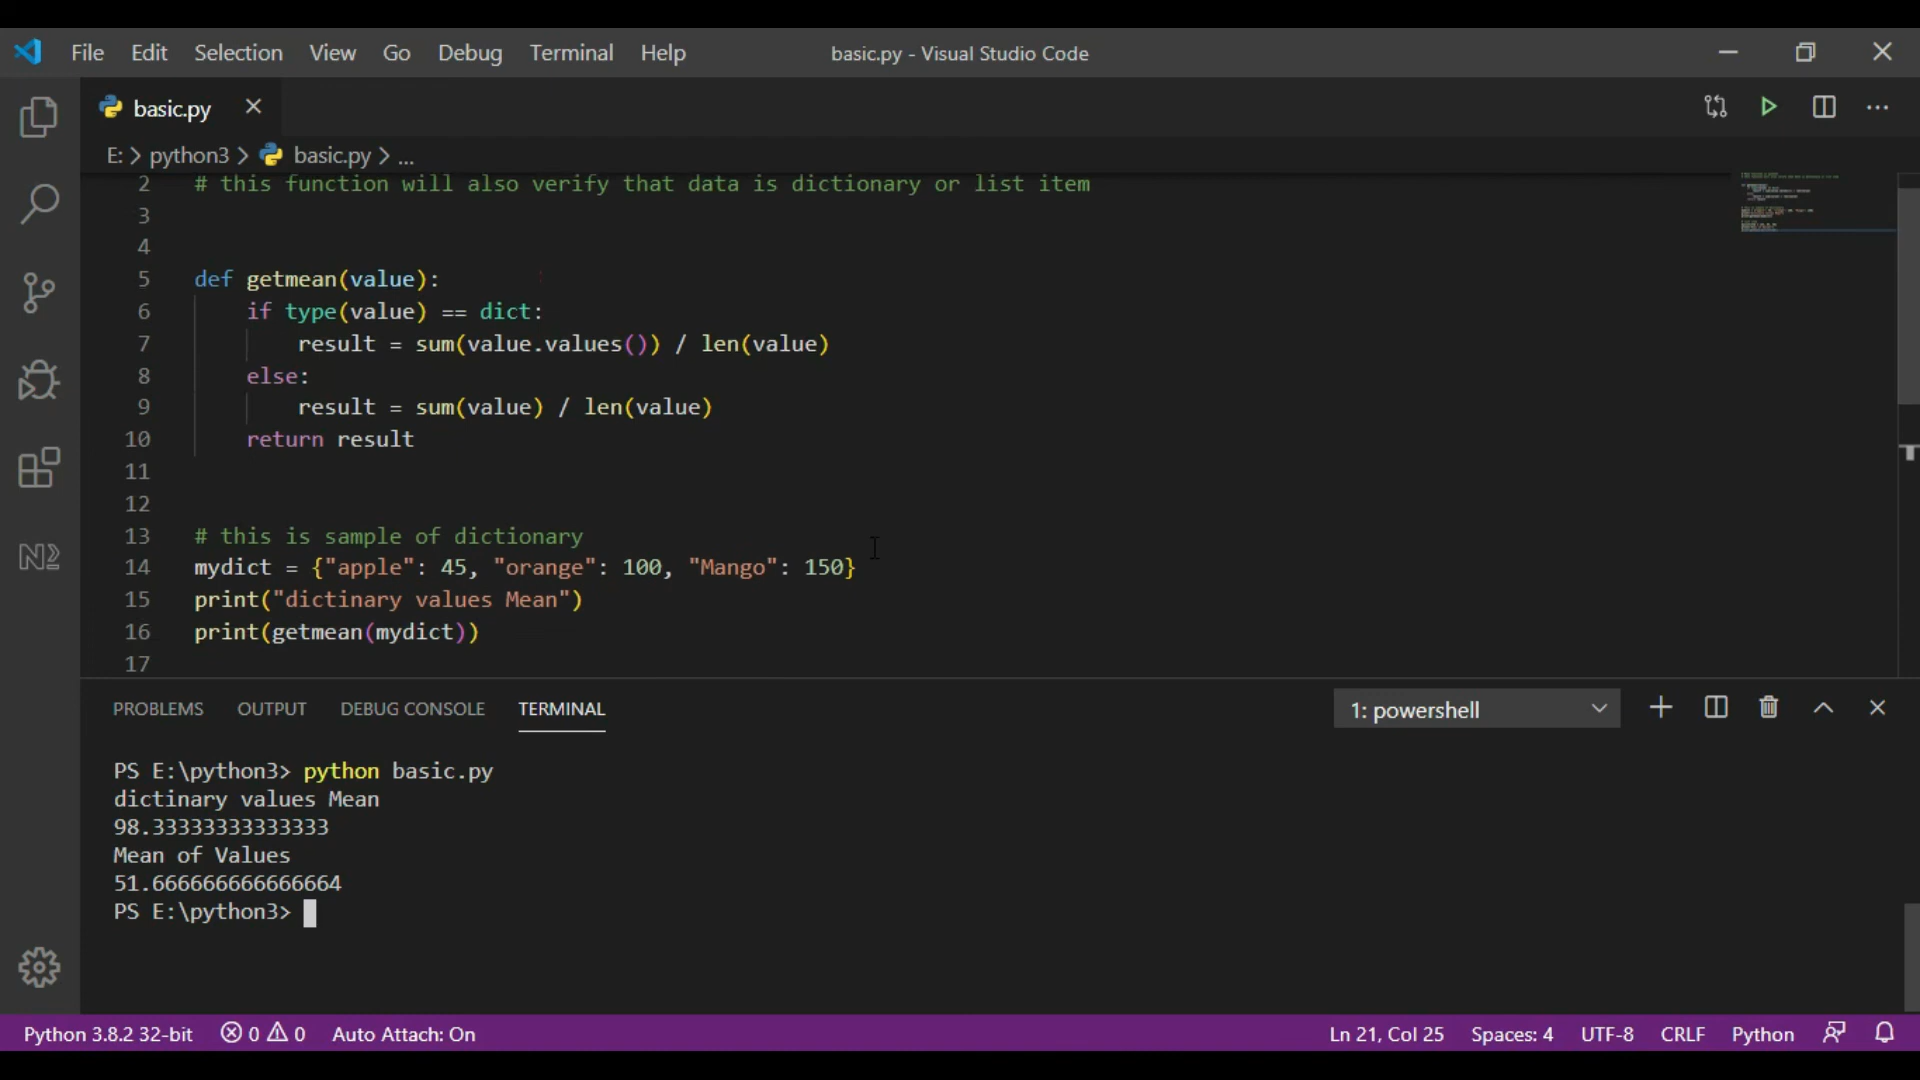 File Edit Selection View Go Debug Terminal Help basic.py - Visual Studio Code
basic.py
E: > python3 > basic.py > ...
2 # this function will also verify that data is dictionary or list item
3
4
5 def getmean(value):
6 if type(value) == dict:
7 result = sum(value.values()) / len(value)
8 else:
9 result = sum(value) / len(value)
10 return result
11
12
13 # this is sample of dictionary
14 mydict = {"apple": 45, "orange": 100, "Mango": 150}
15 print("dictinary values Mean")
16 print(getmean(mydict))
17
PROBLEMS OUTPUT DEBUG CONSOLE TERMINAL 1: powershell
PS E:\python3> python basic.py
dictinary values Mean
98.33333333333333
Mean of Values
51.666666666666664
PS E:\python3>
Python 3.8.2 32-bit 0 0 Auto Attach: On Ln 21, Col 25 Spaces: 4 UTF-8 CRLF Python